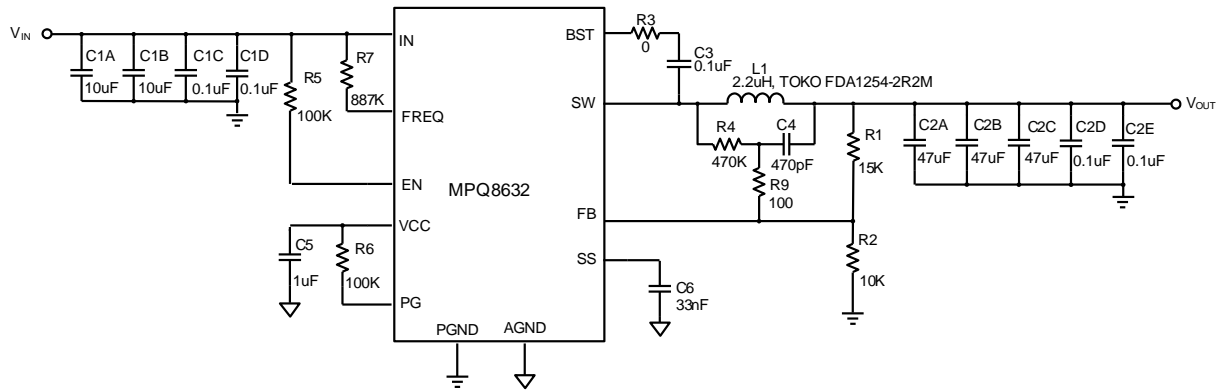 VIN
C1A
10uF
C1B
10uF
C1C
0.1uF
C1D
0.1uF
R5
100K
R7
887K
IN
FREQ
EN
VCC
PG
C5
1uF
R6
100K
MPQ8632
PGND
AGND
BST
SW
FB
SS
R3
0
C3
0.1uF
L1
2.2uH, TOKO FDA1254-2R2M
R4
470K
C4
470pF
R9
100
R1
15K
R2
10K
C6
33nF
C2A
47uF
C2B
47uF
C2C
47uF
C2D
0.1uF
C2E
0.1uF
VOUT